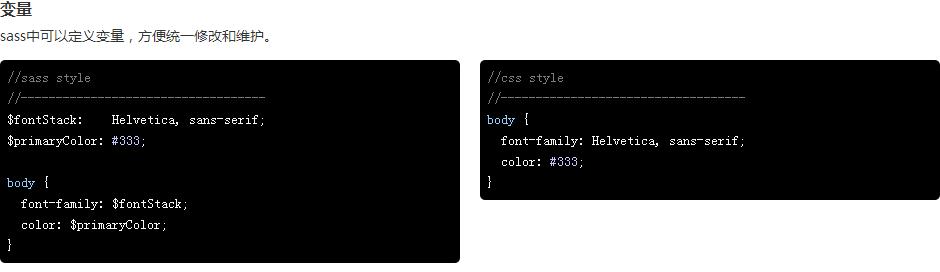 变量
sass中可以定义变量，方便统一修改和维护。
//sass style
//-----------------------------------
$fontStack:    Helvetica, sans-serif;
$primaryColor: #333;
body {
  font-family: $fontStack;
  color: $primaryColor;
}
//css style
//-----------------------------------
body {
  font-family: Helvetica, sans-serif;
  color: #333;
}